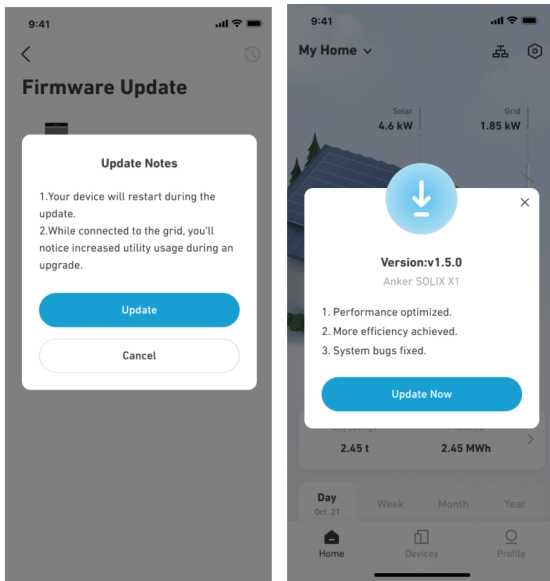 9:41
Firmware Update
Update Notes
1.Your device will restart during the
update.
2.While connected to the grid, you'll
notice increased utility usage during an
upgrade.
Update
Cancel
9:41
My Home
Solar
Grid
4.6 kW
1.85 kW
Version:v1.5.0
Anker SOLIX X1
1. Performance optimized.
2. More efficiency achieved.
3. System bugs fixed.
Update Now
2.45 t
2.45 MWh
Day
Week
Month
Year
Oct. 21
Home
Devices
Profile